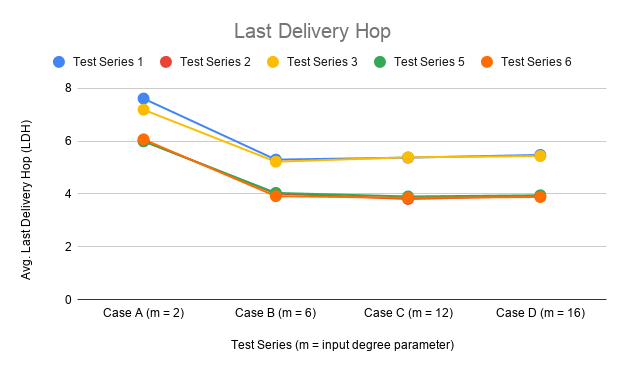 Last Delivery Hop
Test Series 1 Test Series 2 Test Series 3 Test Series 5 Test Series 6
Avg. Last Delivery Hop (LDH)
8
6
4
2
0
Case A (m = 2) Case B (m = 6) Case C (m = 12) Case D (m = 16)
Test Series (m = input degree parameter)